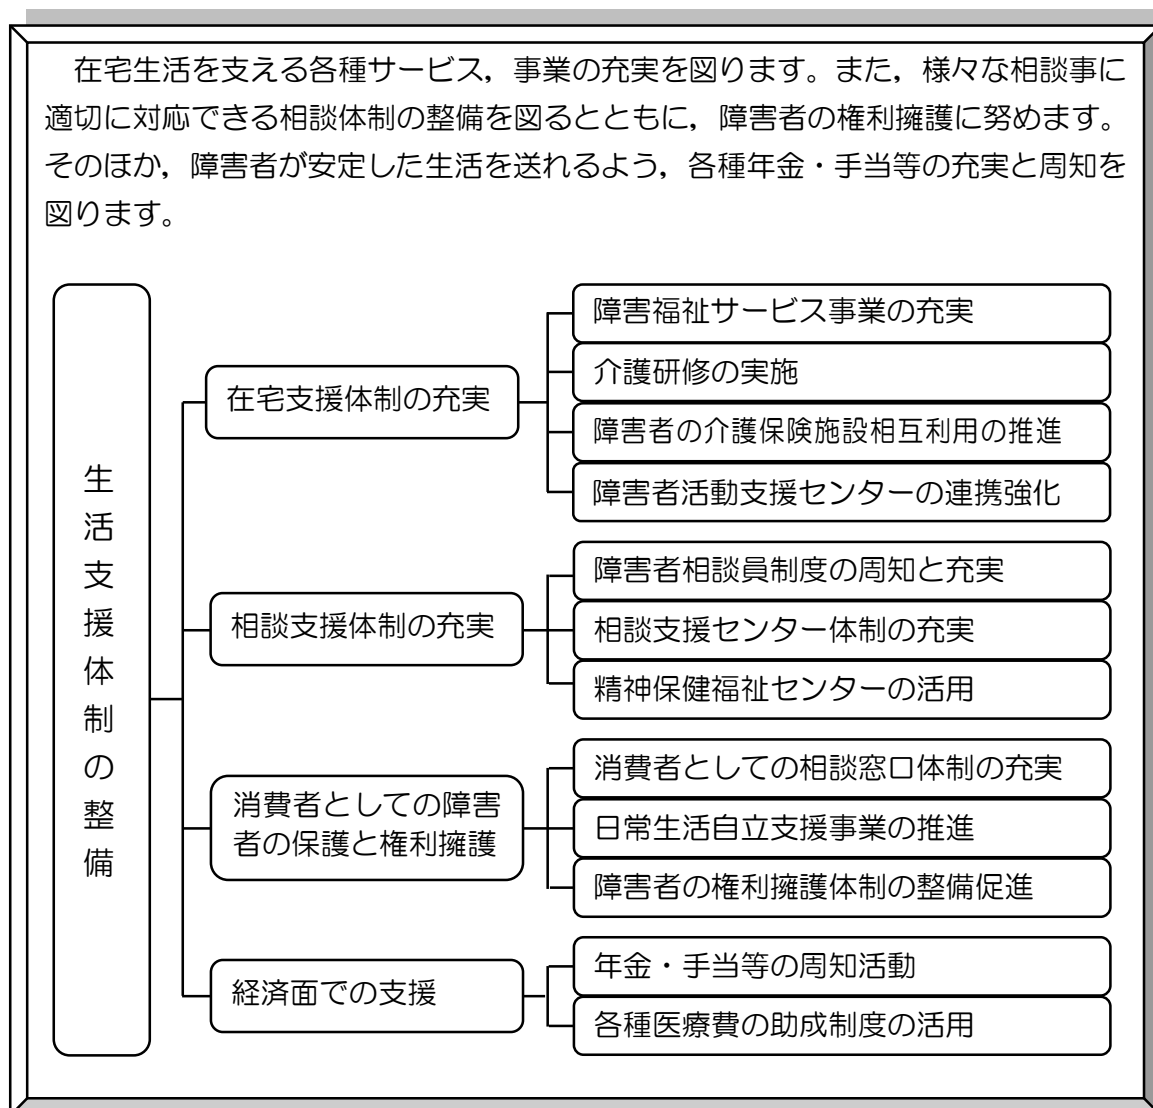 在宅生活を支える各種サービス，事業の充実を図ります。また，様々な相談事に
適切に対応できる相談体制の整備を図るとともに，障害者の権利擁護に努めます。
そのほか，障害者が安定した生活を送れるよう，各種年金・手当等の充実と周知を
図ります。
生活支援体制の整備
在宅支援体制の充実
障害福祉サービス事業の充実
介護研修の実施
障害者の介護保険施設相互利用の推進
障害者活動支援センターの連携強化
相談支援体制の充実
障害者相談員制度の周知と充実
相談支援センター体制の充実
精神保健福祉センターの活用
消費者としての障害
者の保護と権利擁護
消費者としての相談窓口体制の充実
日常生活自立支援事業の推進
障害者の権利擁護体制の整備促進
経済面での支援
年金・手当等の周知活動
各種医療費の助成制度の活用